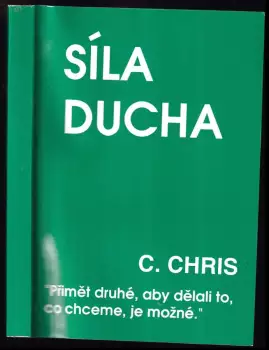 SÍLA
DUCHA
C. CHRIS
"Přimět druhé, aby dělali to,
co chceme, je možné."